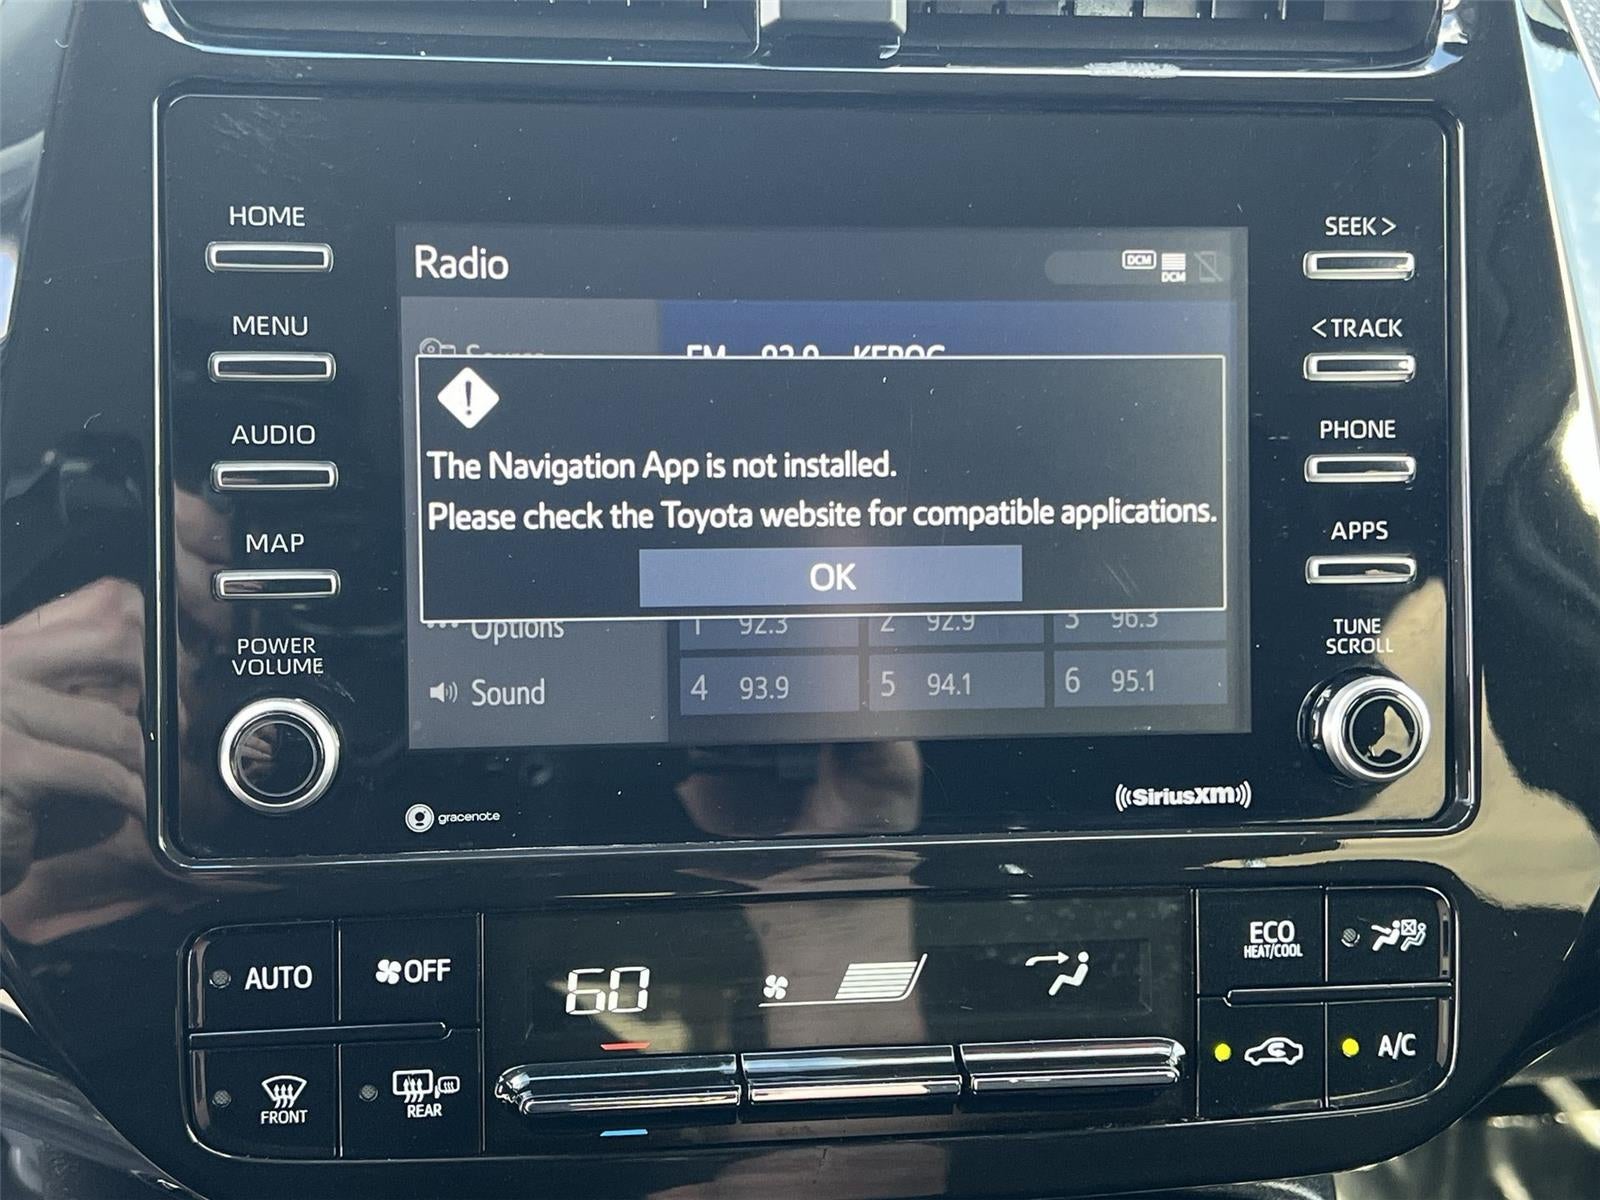 HOME
MENU
AUDIO
MAP
POWER
VOLUME
Radio
DCM
DCM
FM
The Navigation App is not installed.
Please check the Toyota website for compatible applications.
OK
Options
1 92.3
2 92.9
3 96.3
Sound
4 93.9
5 94.1
6 95.1
gracenote
SiriusXM
SEEK >
< TRACK
PHONE
APPS
TUNE
SCROLL
AUTO
OFF
FRONT
REAR
60
ECO
HEAT/COOL
A/C